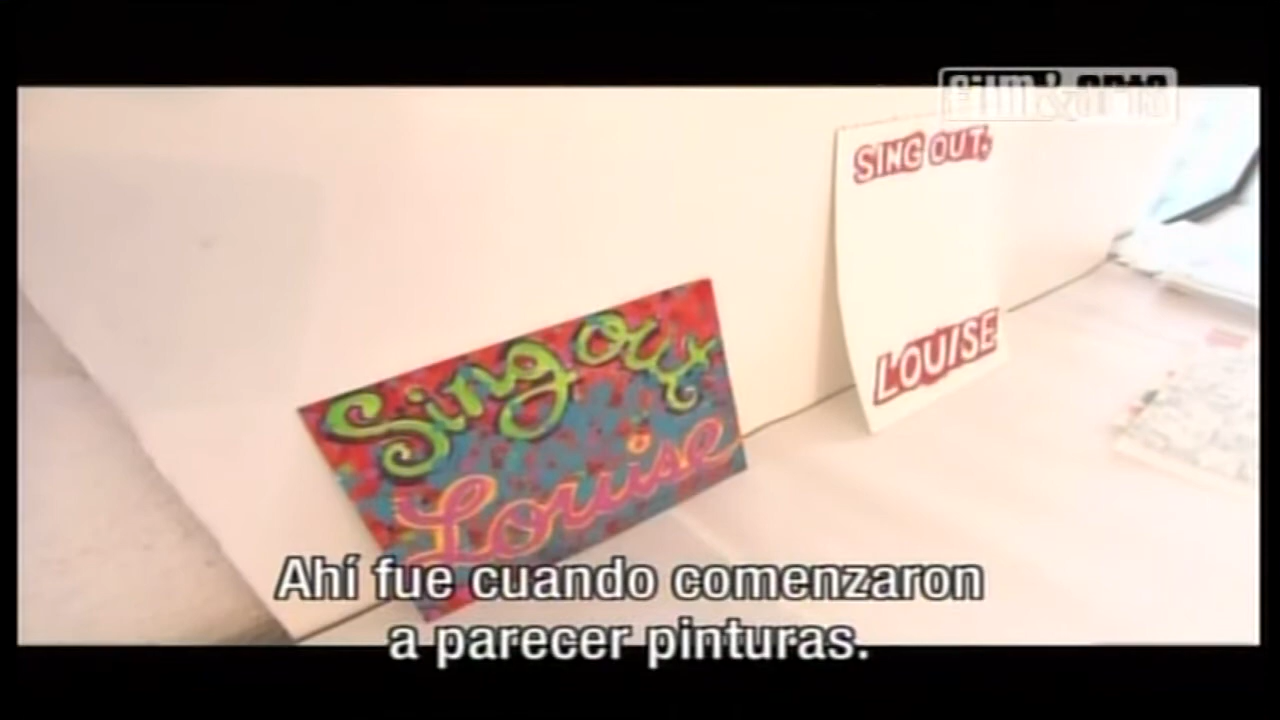 film&arts
SING OUT,
LOUISE
Sing out
Louise
Ahí fue cuando comenzaron
a parecer pinturas.